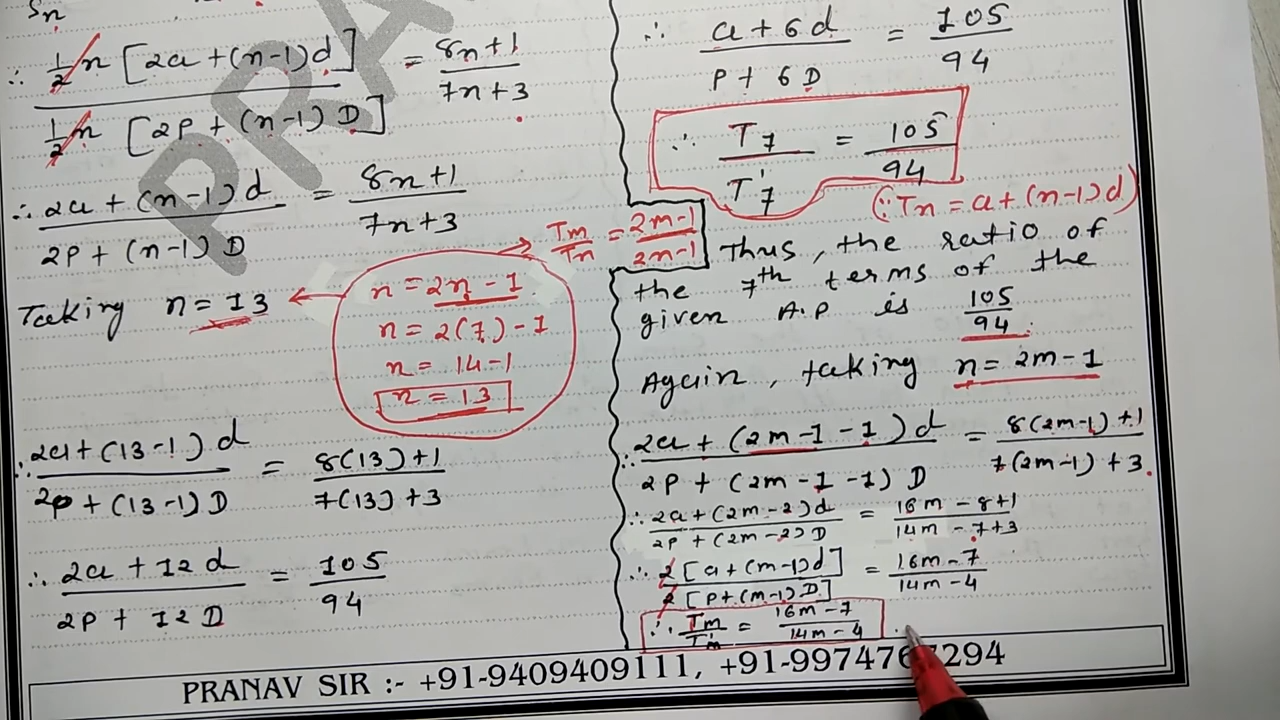 Sn
∴ ½ n [2a + (n-1) d] / ½ n [2P + (n-1) D] = 8n+1 / 7n+3
∴ 2a + (n-1) d / 2P + (n-1) D = 8n+1 / 7n+3
Taking n = 13
n = 2n - 1
n = 2(7) - 1
n = 14 - 1
n = 13
∴ 2a + (13-1) d / 2p + (13-1) D = 8(13)+1 / 7(13)+3
∴ 2a + 12d / 2P + 12D = 105 / 94
∴ a + 6d / P + 6D = 105 / 94
∴ T7 / T'7 = 105 / 94
(∵ Tn = a + (n-1) d)
Tm / Tn = 2m-1 / 2n-1
Thus, the ratio of
the 7th terms of the
given A.P is 105 / 94.
Again, taking n = 2m - 1
∴ 2a + (2m-1-1) d / 2P + (2m-1-1) D = 8(2m-1)+1 / 7(2m-1)+3.
∴ 2a + (2m-2)d / 2P + (2m-2)D = 16m - 8+1 / 14m - 7+3
∴ 2 [a + (m-1)d] / 2 [P + (m-1) D] = 16m - 7 / 14m - 4
∴ Tm / T'm = 16m - 7 / 14m - 4
PRA
PRANAV SIR :- +91-9409409111, +91-997476 294